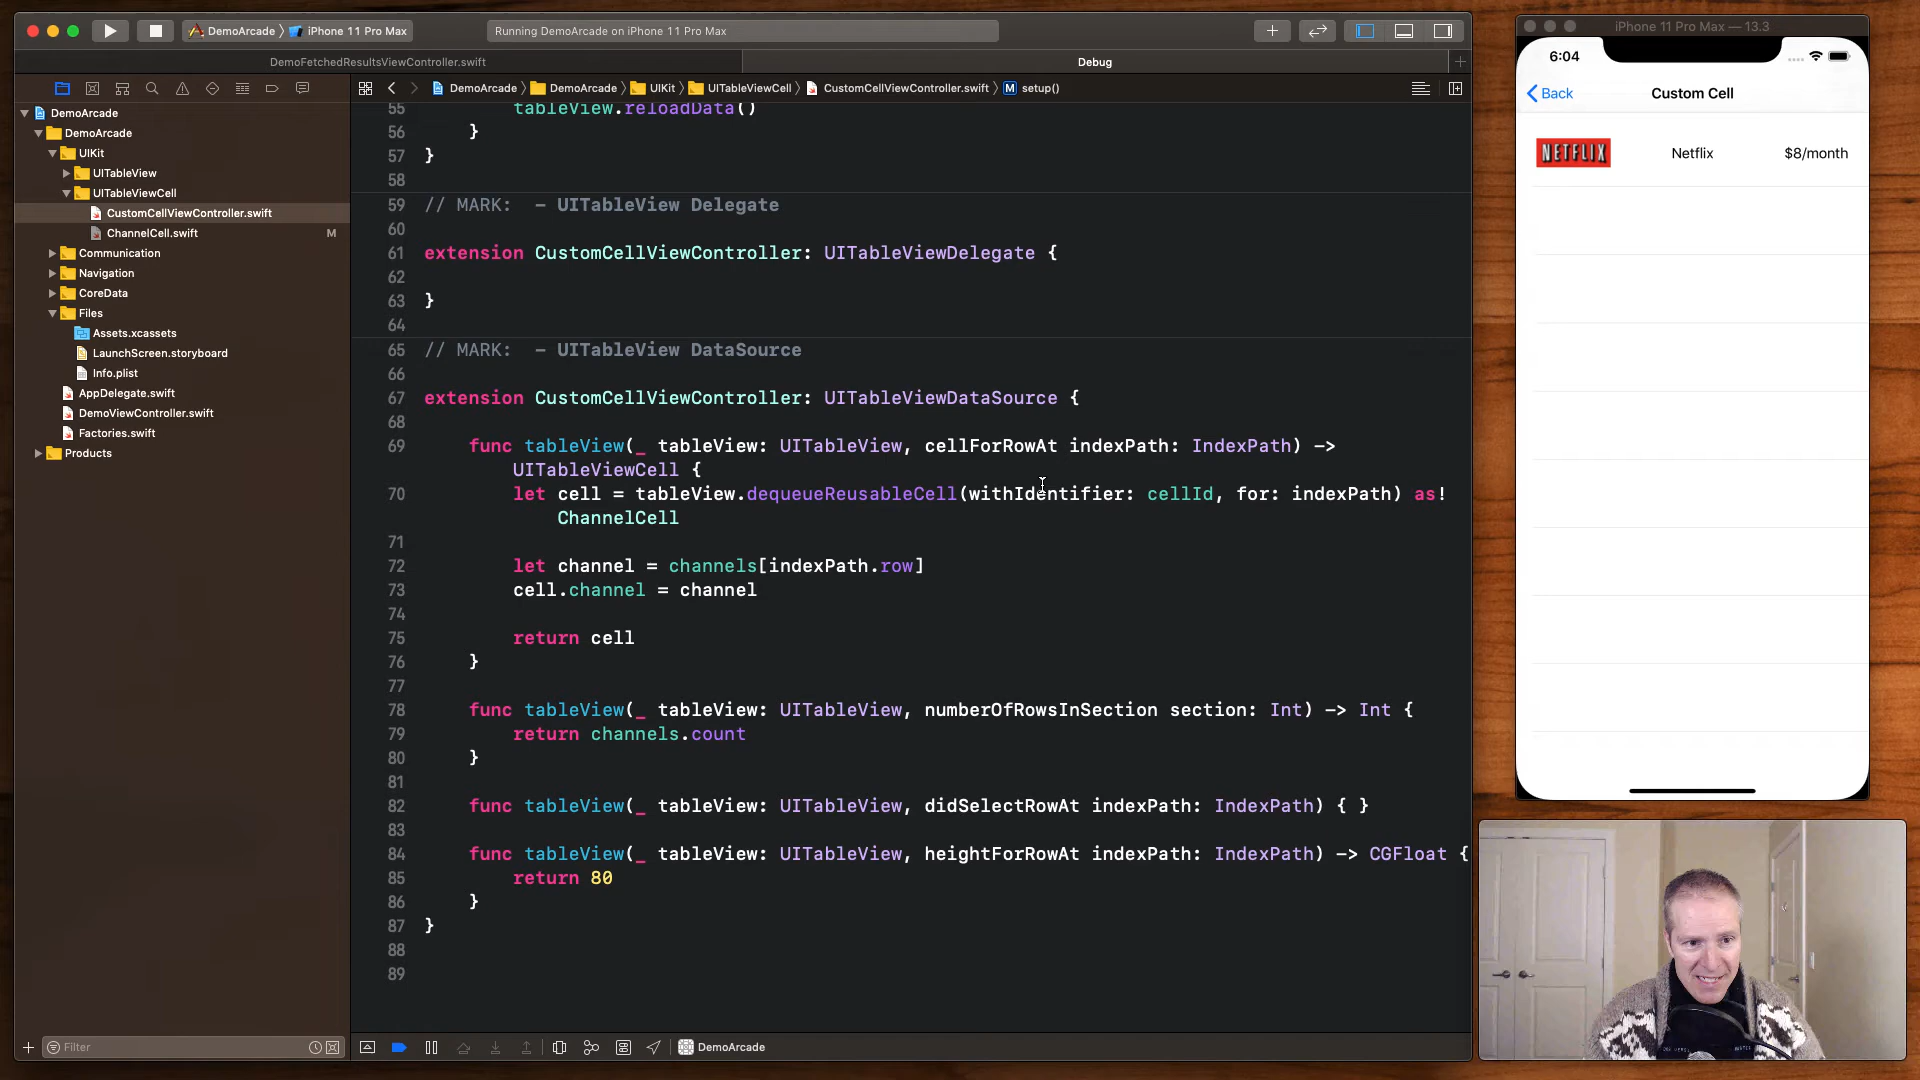 DemoArcade
iPhone 11 Pro Max
Running DemoArcade on iPhone 11 Pro Max
DemoFetchedResultsViewController.swift
Debug
DemoArcade
DemoArcade
UIKit
UITableViewCell
CustomCellViewController.swift
setup()
DemoArcade
DemoArcade
UIKit
UITableView
UITableViewCell
CustomCellViewController.swift
ChannelCell.swift M
Communication
Navigation
CoreData
Files
Assets.xcassets
LaunchScreen.storyboard
Info.plist
AppDelegate.swift
DemoViewController.swift
Factories.swift
Products
Filter
55 tableView.reloadData()
56 }
57 }
58
59 // MARK:  - UITableView Delegate
60
61 extension CustomCellViewController: UITableViewDelegate {
62
63 }
64
65 // MARK:  - UITableView DataSource
66
67 extension CustomCellViewController: UITableViewDataSource {
68
69 func tableView(_ tableView: UITableView, cellForRowAt indexPath: IndexPath) ->
UITableViewCell {
70 let cell = tableView.dequeueReusableCell(withIdentifier: cellId, for: indexPath) as!
ChannelCell
71
72 let channel = channels[indexPath.row]
73 cell.channel = channel
74
75 return cell
76 }
77
78 func tableView(_ tableView: UITableView, numberOfRowsInSection section: Int) -> Int {
79 return channels.count
80 }
81
82 func tableView(_ tableView: UITableView, didSelectRowAt indexPath: IndexPath) { }
83
84 func tableView(_ tableView: UITableView, heightForRowAt indexPath: IndexPath) -> CGFloat {
85 return 80
86 }
87 }
88
89
DemoArcade
iPhone 11 Pro Max — 13.3
6:04
Back
Custom Cell
NETFLIX
Netflix
$8/month